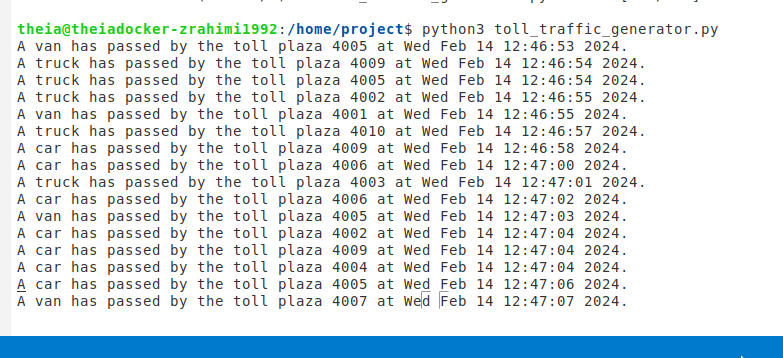 theia@theiadocker-zrahimi1992:/home/project$ python3 toll_traffic_generator.py
A van has passed by the toll plaza 4005 at Wed Feb 14 12:46:53 2024.
A truck has passed by the toll plaza 4009 at Wed Feb 14 12:46:54 2024.
A truck has passed by the toll plaza 4005 at Wed Feb 14 12:46:54 2024.
A truck has passed by the toll plaza 4002 at Wed Feb 14 12:46:55 2024.
A van has passed by the toll plaza 4001 at Wed Feb 14 12:46:55 2024.
A truck has passed by the toll plaza 4010 at Wed Feb 14 12:46:57 2024.
A car has passed by the toll plaza 4009 at Wed Feb 14 12:46:58 2024.
A car has passed by the toll plaza 4006 at Wed Feb 14 12:47:00 2024.
A truck has passed by the toll plaza 4003 at Wed Feb 14 12:47:01 2024.
A car has passed by the toll plaza 4006 at Wed Feb 14 12:47:02 2024.
A van has passed by the toll plaza 4005 at Wed Feb 14 12:47:03 2024.
A car has passed by the toll plaza 4002 at Wed Feb 14 12:47:04 2024.
A car has passed by the toll plaza 4009 at Wed Feb 14 12:47:04 2024.
A car has passed by the toll plaza 4004 at Wed Feb 14 12:47:04 2024.
A car has passed by the toll plaza 4005 at Wed Feb 14 12:47:06 2024.
A van has passed by the toll plaza 4007 at Wed Feb 14 12:47:07 2024.